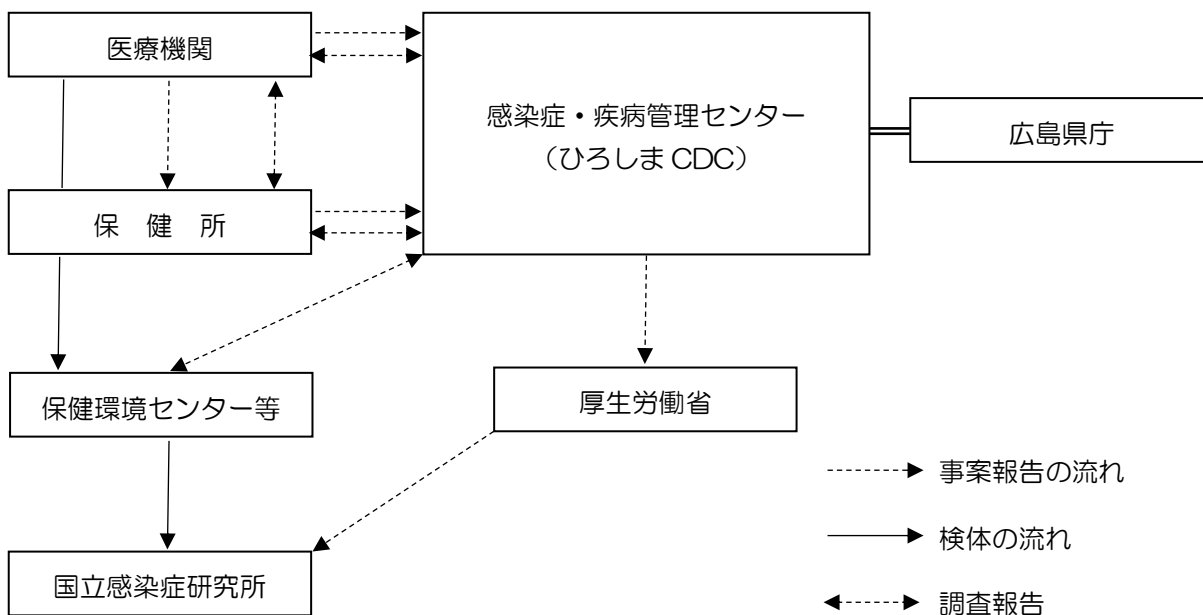 医療機関
感染症・疾病管理センター
（ひろしまCDC）
広島県庁
保　健　所
保健環境センター等
厚生労働省
国立感染症研究所
事案報告の流れ
検体の流れ
調査報告